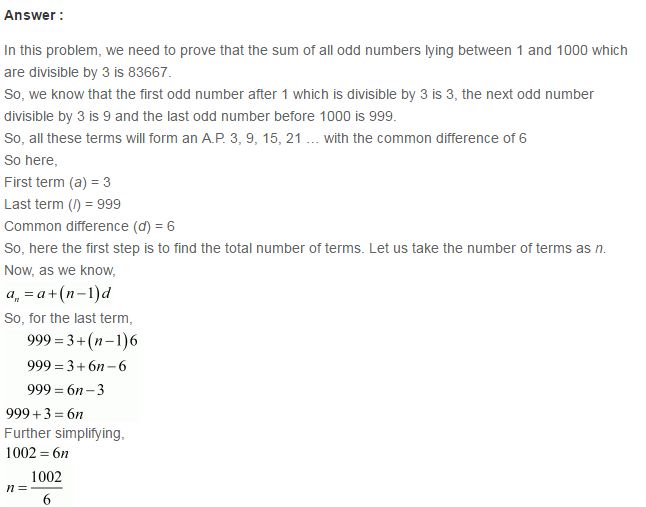 Answer :
In this problem, we need to prove that the sum of all odd numbers lying between 1 and 1000 which
are divisible by 3 is 83667.
So, we know that the first odd number after 1 which is divisible by 3 is 3, the next odd number
divisible by 3 is 9 and the last odd number before 1000 is 999.
So, all these terms will form an A.P. 3, 9, 15, 21 … with the common difference of 6
So here,
First term (a) = 3
Last term (l) = 999
Common difference (d) = 6
So, here the first step is to find the total number of terms. Let us take the number of terms as n.
Now, as we know,
aₙ = a+(n−1)d
So, for the last term,
999 = 3+(n−1)6
999 = 3+6n−6
999 = 6n−3
999+3 = 6n
Further simplifying,
1002 = 6n
n = 1002/6